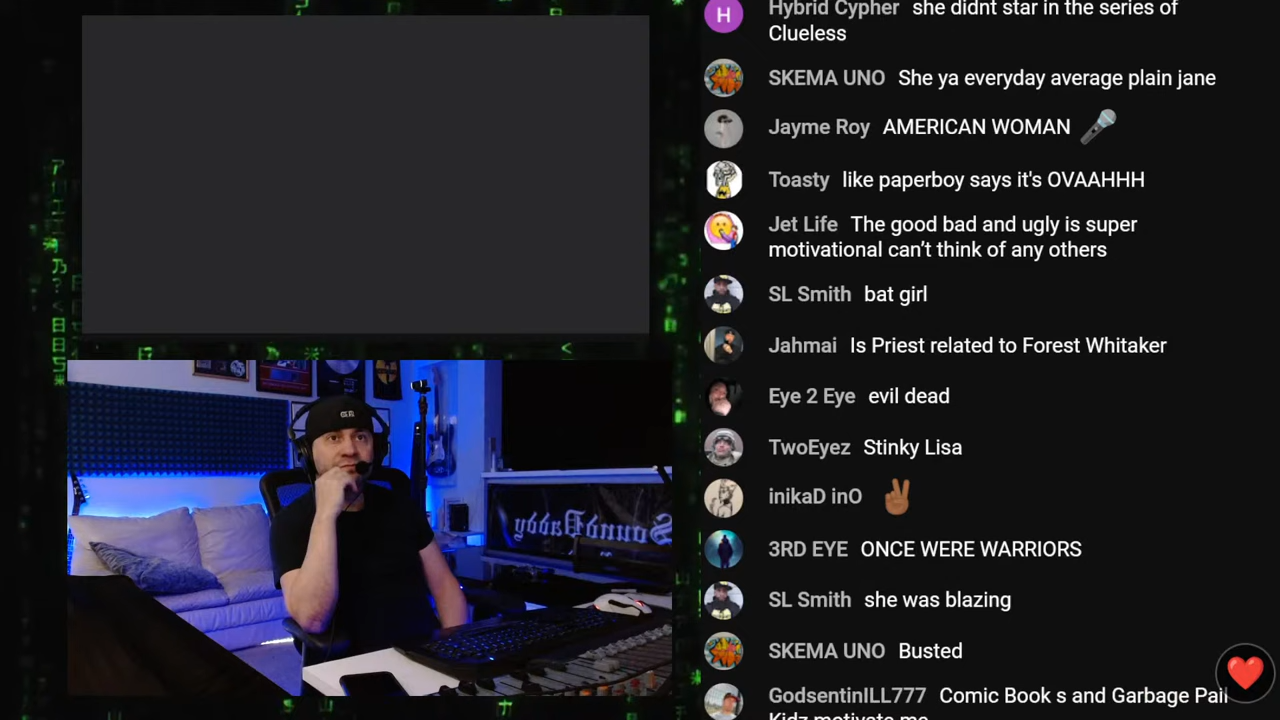 H
Hybrid Cypher she didnt star in the series of
Clueless
SKEMA UNO She ya everyday average plain jane
Jayme Roy AMERICAN WOMAN 🎤
Toasty like paperboy says it's OVAAHHH
Jet Life The good bad and ugly is super
motivational can’t think of any others
SL Smith bat girl
Jahmai Is Priest related to Forest Whitaker
Eye 2 Eye evil dead
TwoEyez Stinky Lisa
inikaD inO ✌🏾
3RD EYE ONCE WERE WARRIORS
SL Smith she was blazing
SKEMA UNO Busted
GodsentinILL777 Comic Book s and Garbage Pail
Kidz motivate me
SoundDaddy